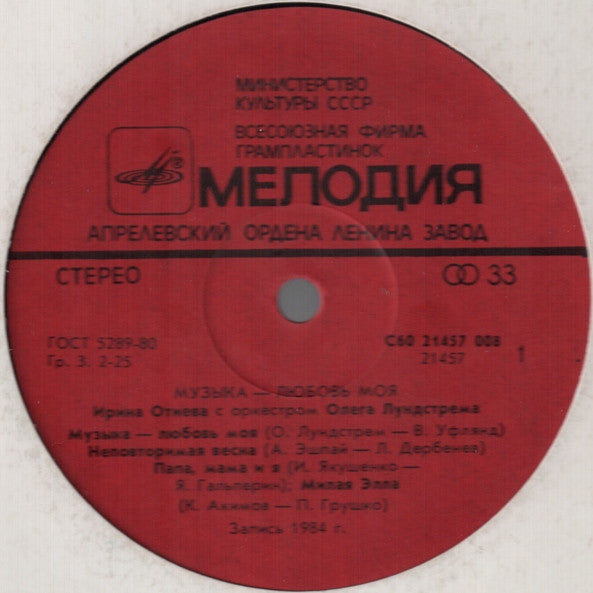 МИНИСТЕРСТВО
КУЛЬТУРЫ СССР
ВСЕСОЮЗНАЯ ФИРМА
ГРАМПЛАСТИНОК
МЕЛОДИЯ
АПРЕЛЕВСКИЙ ОРДЕНА ЛЕНИНА ЗАВОД
СТЕРЕО 33
ГОСТ 5289-80 С60 21457 008
Гр. 3. 2-25 21457 1
МУЗЫКА — ЛЮБОВЬ МОЯ
Ирина Отиева с оркестром Олега Лундстрема
Музыка — любовь моя (О. Лундстрем — В. Уфлянд)
Неповторимая весна (А. Эшпай — Л. Дербенев)
Папа, мама и я (И. Якушенко —
Я. Гальперин); Милая Элла
(К. Акимов — П. Грушко)
Запись 1984 г.